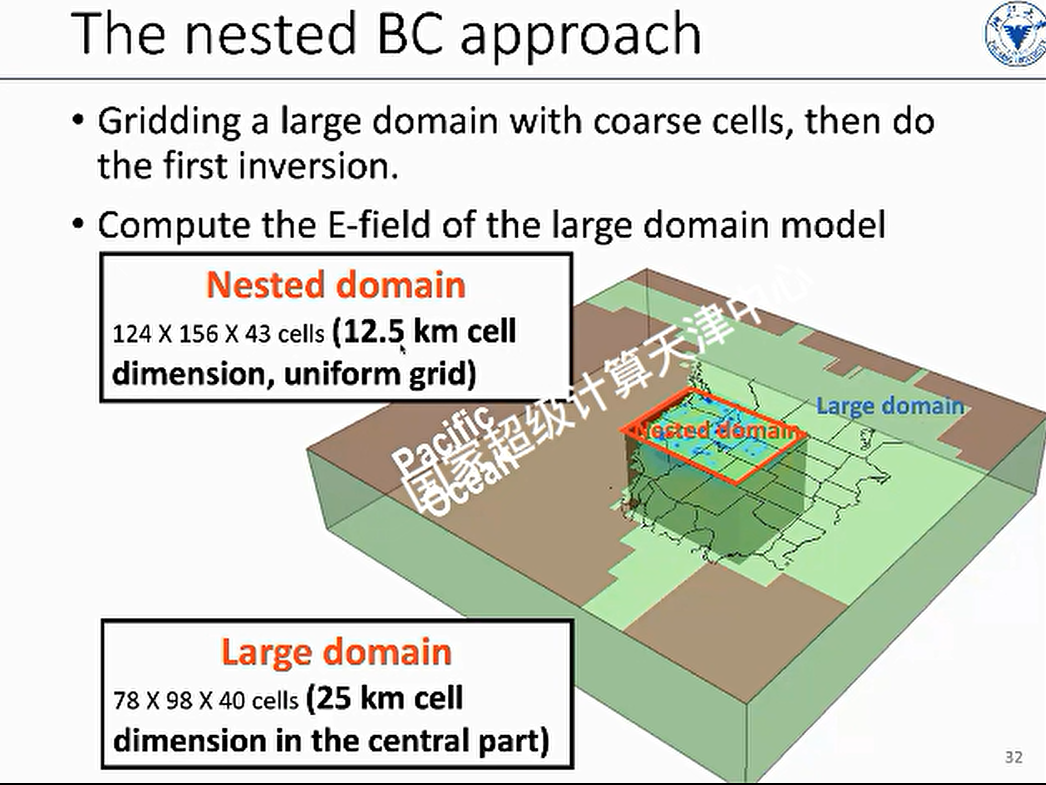 The nested BC approach
• Gridding a large domain with coarse cells, then do
the first inversion.
• Compute the E-field of the large domain model
Nested domain
124 X 156 X 43 cells (12.5 km cell
dimension, uniform grid)
国家超级计算天津中心
Pacific
Ocean
Large domain
Nested domain
Large domain
78 X 98 X 40 cells (25 km cell
dimension in the central part)
32